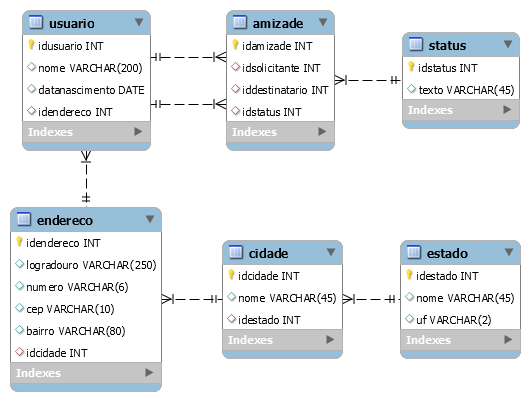 usuario
idusuario INT
nome VARCHAR(200)
datanascimento DATE
idendereco INT
Indexes
amizade
idamizade INT
idsolicitante INT
iddestinatario INT
idstatus INT
Indexes
status
idstatus INT
texto VARCHAR(45)
Indexes
endereco
idendereco INT
logradouro VARCHAR(250)
numero VARCHAR(6)
cep VARCHAR(10)
bairro VARCHAR(80)
idcidade INT
Indexes
cidade
idcidade INT
nome VARCHAR(45)
idestado INT
Indexes
estado
idestado INT
nome VARCHAR(45)
uf VARCHAR(2)
Indexes